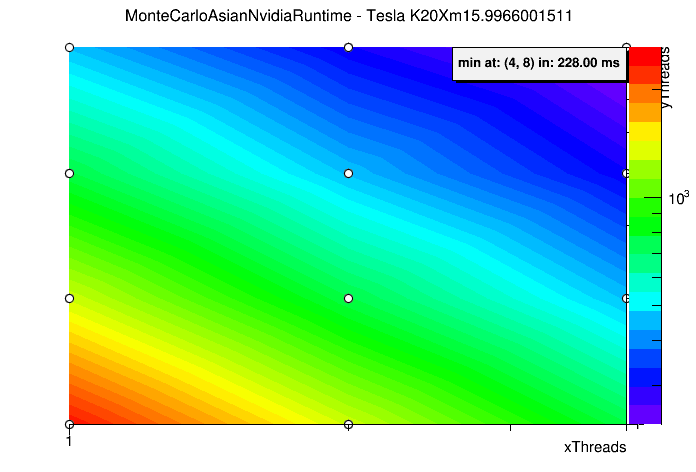 MonteCarloAsianNvidiaRuntime - Tesla K20Xm15.9966001511
min at: (4, 8) in: 228.00 ms
yThreads
10³
1
xThreads